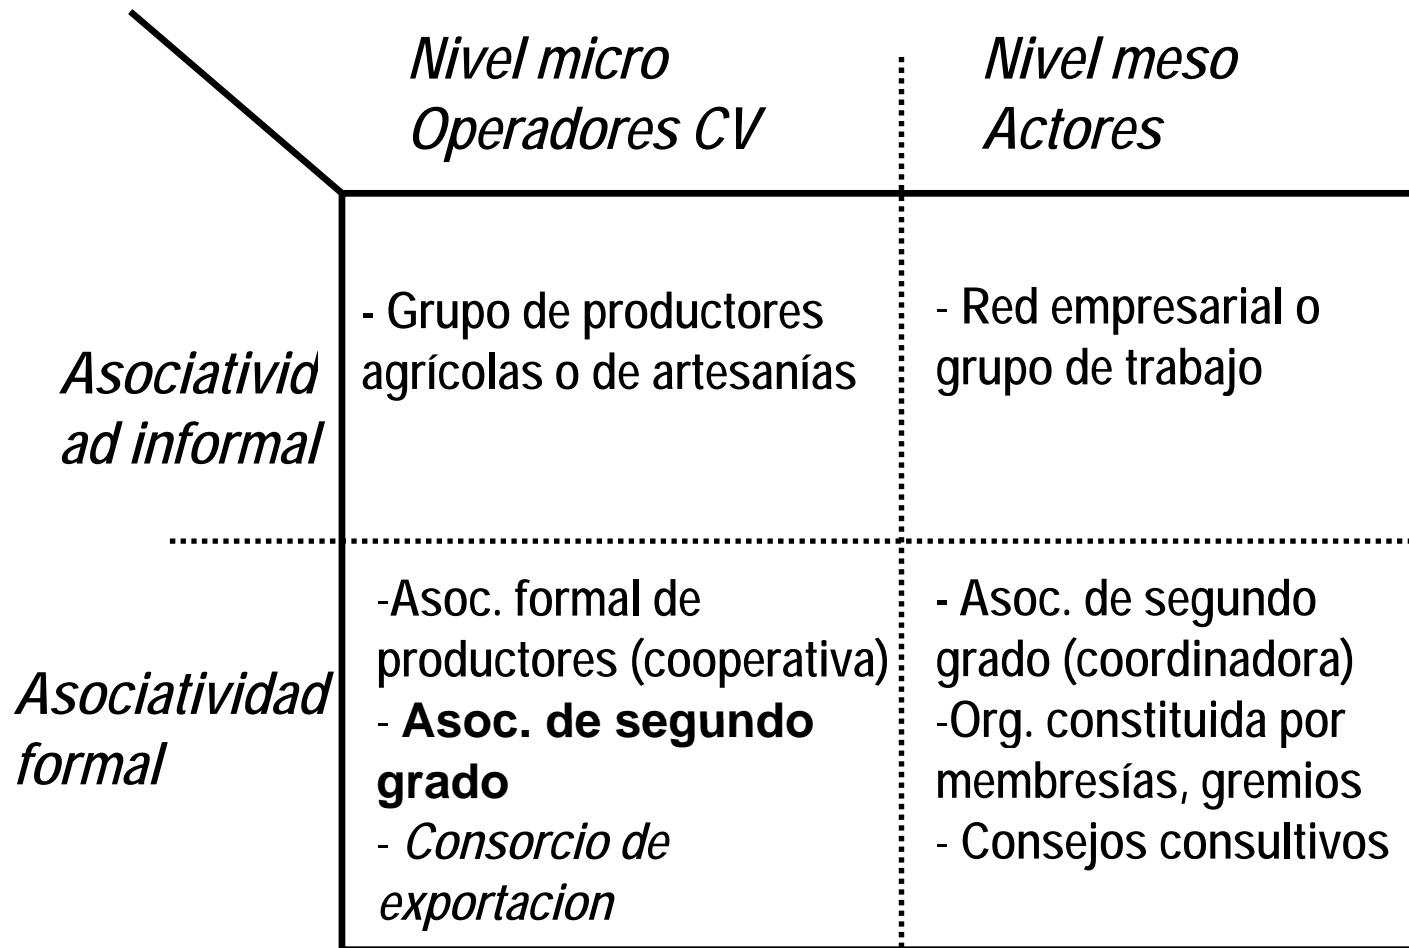 Nivel micro
Operadores CV
Nivel meso
Actores
Asociativid
ad informal
- Grupo de productores
agrícolas o de artesanías
- Red empresarial o
grupo de trabajo
Asociatividad
formal
-Asoc. formal de
productores (cooperativa)
- Asoc. de segundo
grado
- Consorcio de
exportacion
- Asoc. de segundo
grado (coordinadora)
-Org. constituida por
membresías, gremios
- Consejos consultivos